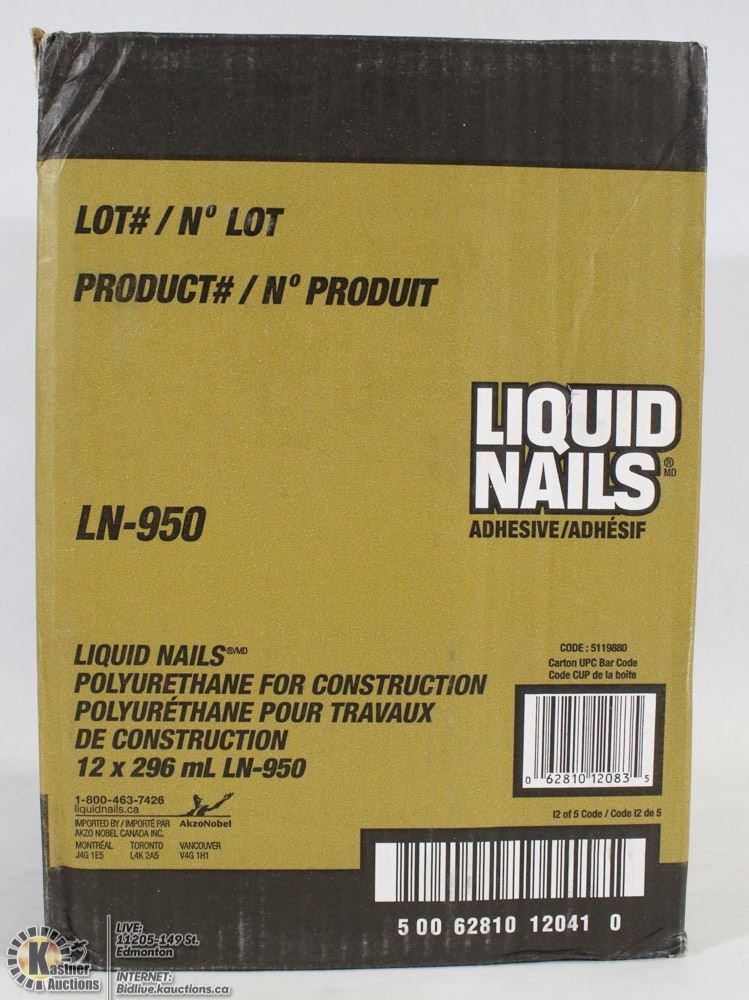 LOT# / Nº LOT
PRODUCT# / Nº PRODUIT
LIQUID
NAILS ®
MD
ADHESIVE/ADHÉSIF
LN-950
CODE : 5119880
Carton UPC Bar Code
Code CUP de la boîte
0 62810 12083 5
I2 of 5 Code / Code I2 de 5
LIQUID NAILS®/MD
POLYURETHANE FOR CONSTRUCTION
POLYURÉTHANE POUR TRAVAUX
DE CONSTRUCTION
12 x 296 mL LN-950
1-800-463-7426
liquidnails.ca
IMPORTED BY / IMPORTÉ PAR
AKZO NOBEL CANADA INC.
AkzoNobel
MONTRÉAL TORONTO VANCOUVER
J4G 1E5 L4K 2A5 V4G 1H1
5 00 62810 12041 0
K
Kastner
Auctions
LIVE:
11205-149 St.
Edmonton
INTERNET:
Bidlive.kauctions.ca